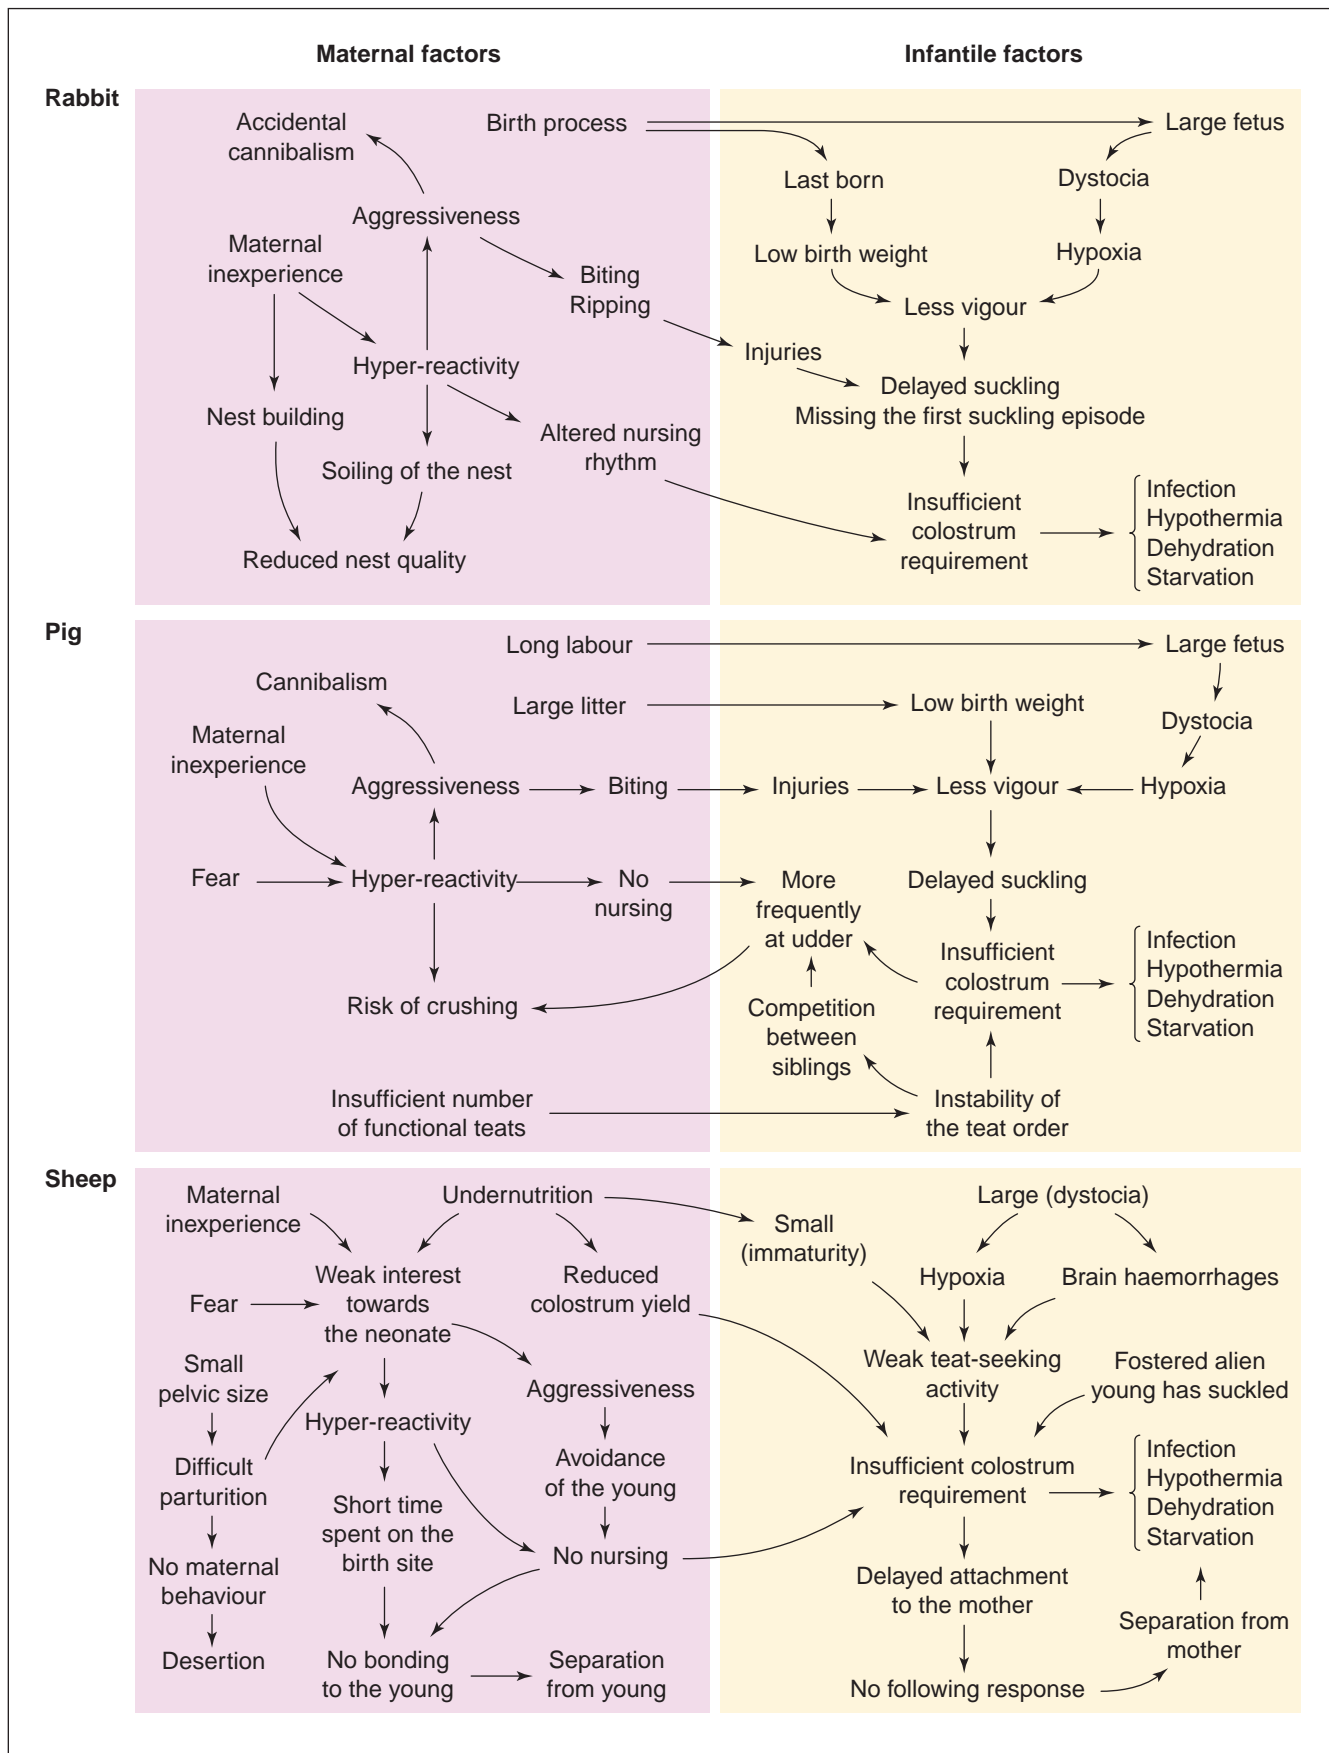 Maternal factors
Infantile factors
Rabbit
Accidental
cannibalism
Birth process
Large fetus
Last born
Dystocia
Aggressiveness
Maternal
inexperience
Low birth weight
Hypoxia
Biting
Ripping
Less vigour
Injuries
Hyper-reactivity
Delayed suckling
Missing the first suckling episode
Nest building
Altered nursing
rhythm
Soiling of the nest
Insufficient
colostrum
requirement
Infection
Hypothermia
Dehydration
Starvation
Reduced nest quality
Pig
Long labour
Large fetus
Cannibalism
Large litter
Low birth weight
Dystocia
Maternal
inexperience
Aggressiveness
Biting
Injuries
Less vigour
Hypoxia
Fear
Hyper-reactivity
No
nursing
More
frequently
at udder
Delayed suckling
Insufficient
colostrum
requirement
Infection
Hypothermia
Dehydration
Starvation
Risk of crushing
Competition
between
siblings
Insufficient number
of functional teats
Instability of
the teat order
Sheep
Maternal
inexperience
Undernutrition
Large (dystocia)
Small
(immaturity)
Weak interest
towards
the neonate
Reduced
colostrum yield
Hypoxia
Brain haemorrhages
Fear
Small
pelvic size
Weak teat-seeking
activity
Fostered alien
young has suckled
Aggressiveness
Hyper-reactivity
Difficult
parturition
Avoidance
of the young
Insufficient colostrum
requirement
Infection
Hypothermia
Dehydration
Starvation
Short time
spent on the
birth site
No nursing
No maternal
behaviour
Delayed attachment
to the mother
Separation from
mother
Desertion
No bonding
to the young
Separation
from young
No following response